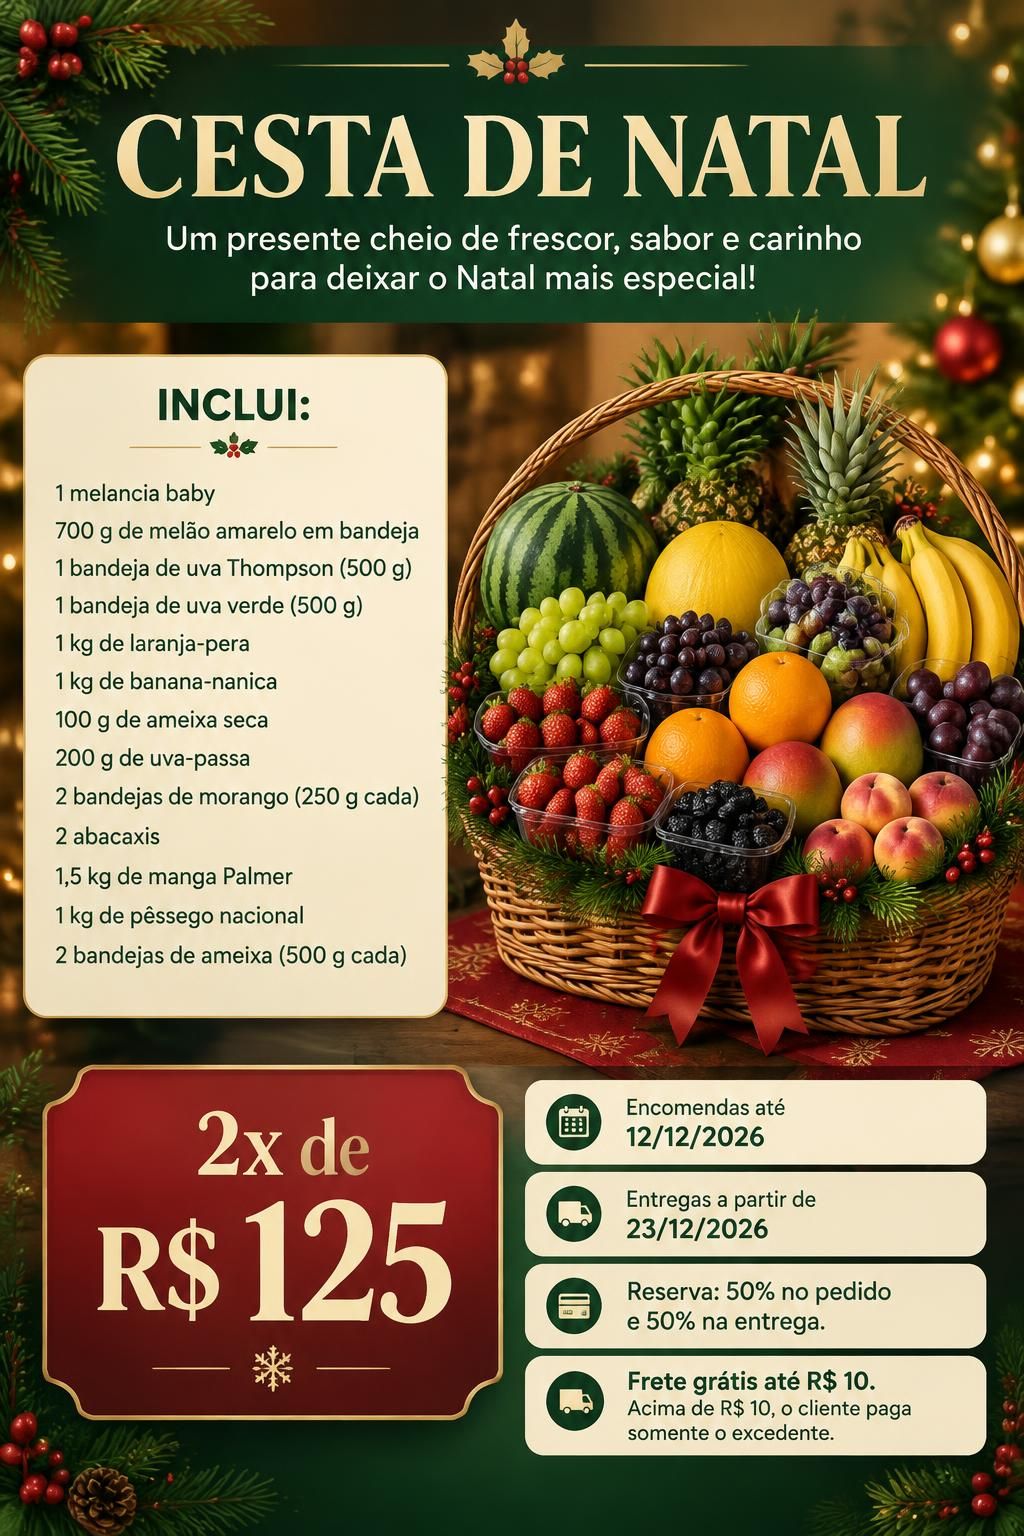 CESTA DE NATAL
Um presente cheio de frescor, sabor e carinho
para deixar o Natal mais especial!
INCLUI:
1 melancia baby
700 g de melão amarelo em bandeja
1 bandeja de uva Thompson (500 g)
1 bandeja de uva verde (500 g)
1 kg de laranja-pera
1 kg de banana-nanica
100 g de ameixa seca
200 g de uva-passa
2 bandejas de morango (250 g cada)
2 abacaxis
1,5 kg de manga Palmer
1 kg de pêssego nacional
2 bandejas de ameixa (500 g cada)
2x de
R$ 125
Encomendas até
12/12/2026
Entregas a partir de
23/12/2026
Reserva: 50% no pedido
e 50% na entrega.
Frete grátis até R$ 10.
Acima de R$ 10, o cliente paga
somente o excedente.